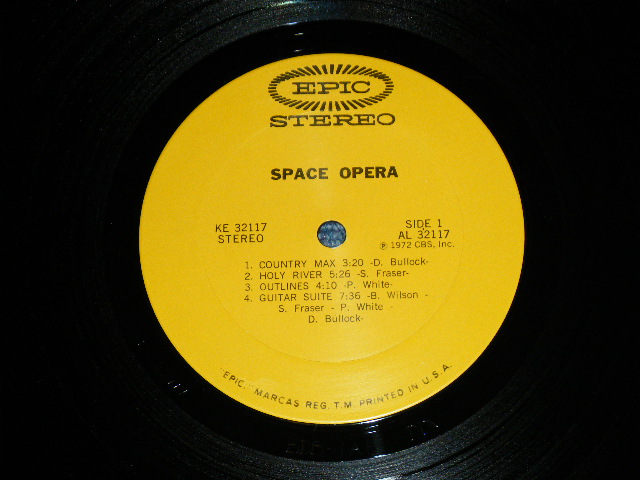 EPIC
STEREO
SPACE OPERA
KE 32117
STEREO
SIDE 1
AL 32117
℗ 1972 CBS, Inc.
1. COUNTRY MAX 3:20 -D. Bullock-
2. HOLY RIVER 5:26 -S. Fraser-
3. OUTLINES 4:10 -P. White-
4. GUITAR SUITE 7:36 -B. Wilson -
S. Fraser - P. White -
D. Bullock-
"EPIC," MARCAS REG. T.M. PRINTED IN U.S.A.